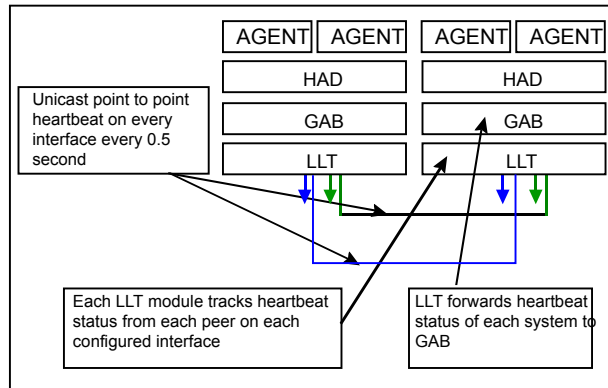 AGENT AGENT AGENT AGENT
HAD HAD
GAB GAB
LLT LLT
Unicast point to point
heartbeat on every
interface every 0.5
second
Each LLT module tracks heartbeat
status from each peer on each
configured interface
LLT forwards heartbeat
status of each system to
GAB